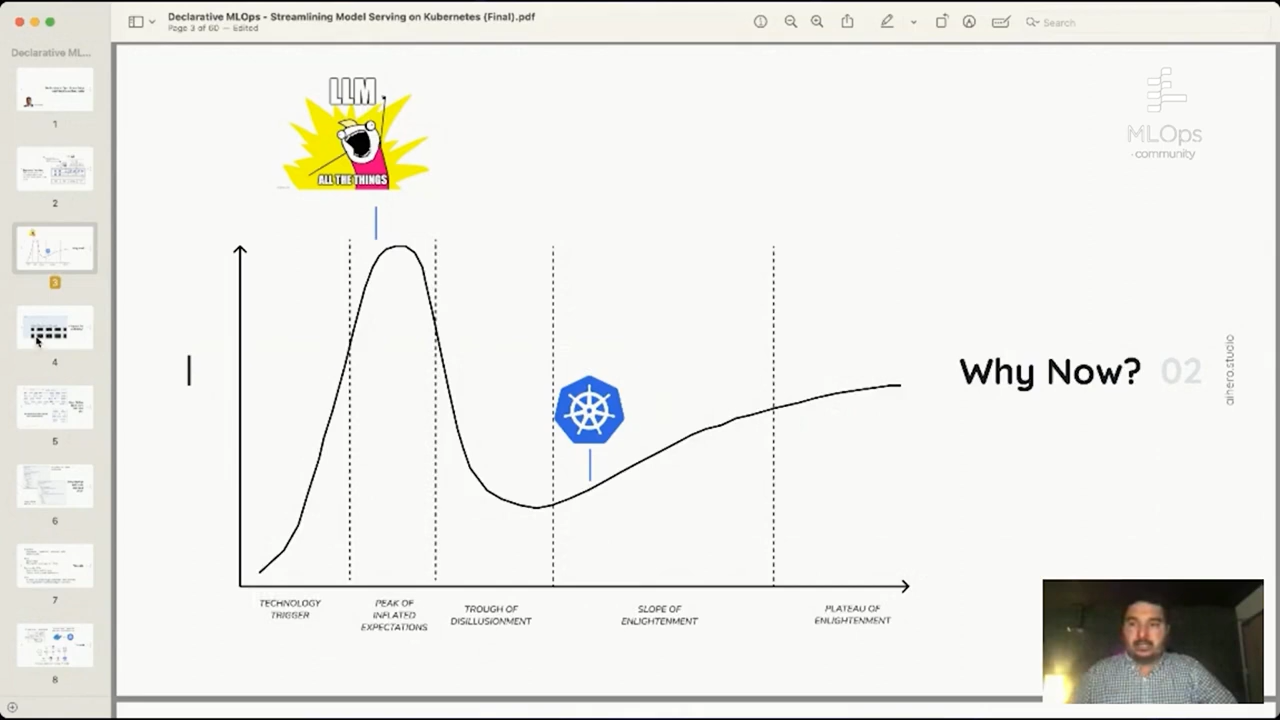 Declarative MLOps - Streamlining Model Serving on Kubernetes (Final).pdf
Page 3 of 60 — Edited
Search
Declarative ML...
1
2
3
4
5
6
7
8
LLM
ALL THE THINGS
MLOps
.community
Why Now? 02
aihero.studio
TECHNOLOGY
TRIGGER
PEAK OF
INFLATED
EXPECTATIONS
TROUGH OF
DISILLUSIONMENT
SLOPE OF
ENLIGHTENMENT
PLATEAU OF
ENLIGHTENMENT